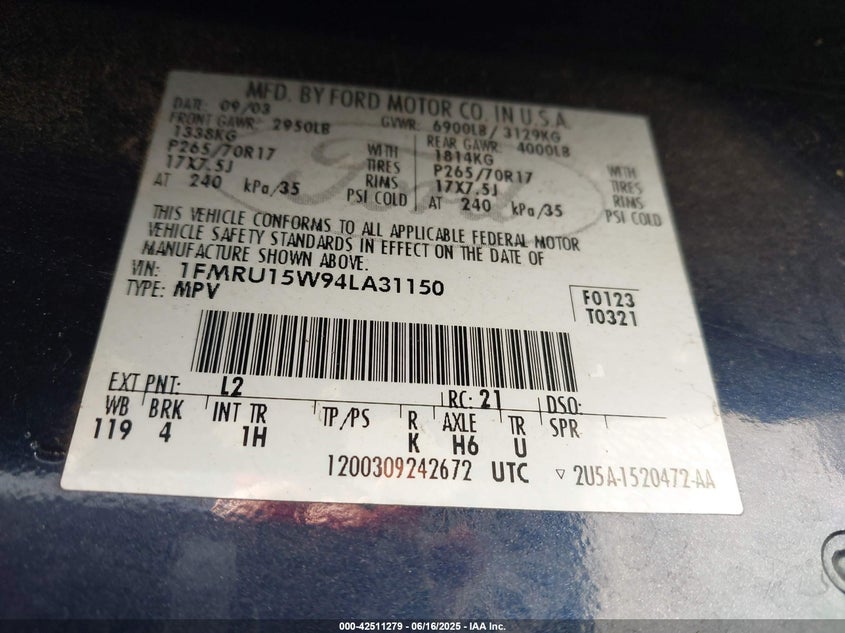 MFD. BY FORD MOTOR CO. IN U.S.A.
DATE: 09/03 GVWR: 6900LB / 3129KG
FRONT GAWR: 2950LB REAR GAWR: 4000LB
1338KG WITH 1814KG WITH
P265/70R17 TIRES P265/70R17 TIRES
17X7.5J RIMS 17X7.5J RIMS
AT 240 kPa/35 PSI COLD AT 240 kPa/35 PSI COLD
Ford
THIS VEHICLE CONFORMS TO ALL APPLICABLE FEDERAL MOTOR
VEHICLE SAFETY STANDARDS IN EFFECT ON THE DATE OF
MANUFACTURE SHOWN ABOVE.
VIN: 1FMRU15W94LA31150
TYPE: MPV
F0123
T0321
EXT PNT: L2 RC: 21 DSO:
WB BRK INT TR TP/PS R AXLE TR SPR
119 4 1H K H6 U
1200309242672 UTC ▽ 2U5A-1520472-AA
000-42511279 - 06/16/2025 - IAA Inc.